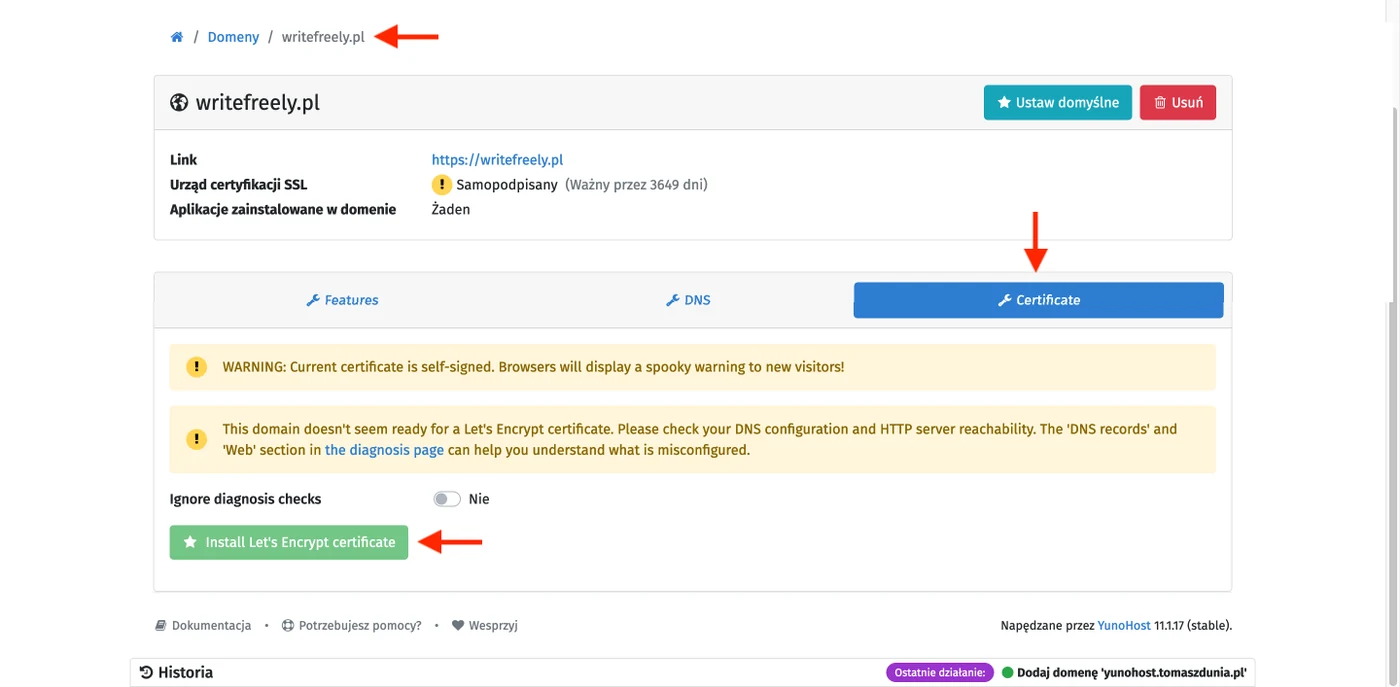 / Domeny / writefreely.pl
writefreely.pl
Ustaw domyślne
Usuń
Link https://writefreely.pl
Urząd certyfikacji SSL Samopodpisany (Ważny przez 3649 dni)
Aplikacje zainstalowane w domenie Żaden
Features
DNS
Certificate
WARNING: Current certificate is self-signed. Browsers will display a spooky warning to new visitors!
This domain doesn't seem ready for a Let's Encrypt certificate. Please check your DNS configuration and HTTP server reachability. The 'DNS records' and
'Web' section in the diagnosis page can help you understand what is misconfigured.
Ignore diagnosis checks Nie
Install Let's Encrypt certificate
Dokumentacja • Potrzebujesz pomocy? • Wesprzyj
Napędzane przez YunoHost 11.1.17 (stable).
Historia
Ostatnie działanie: Dodaj domenę 'yunohost.tomaszdunia.pl'